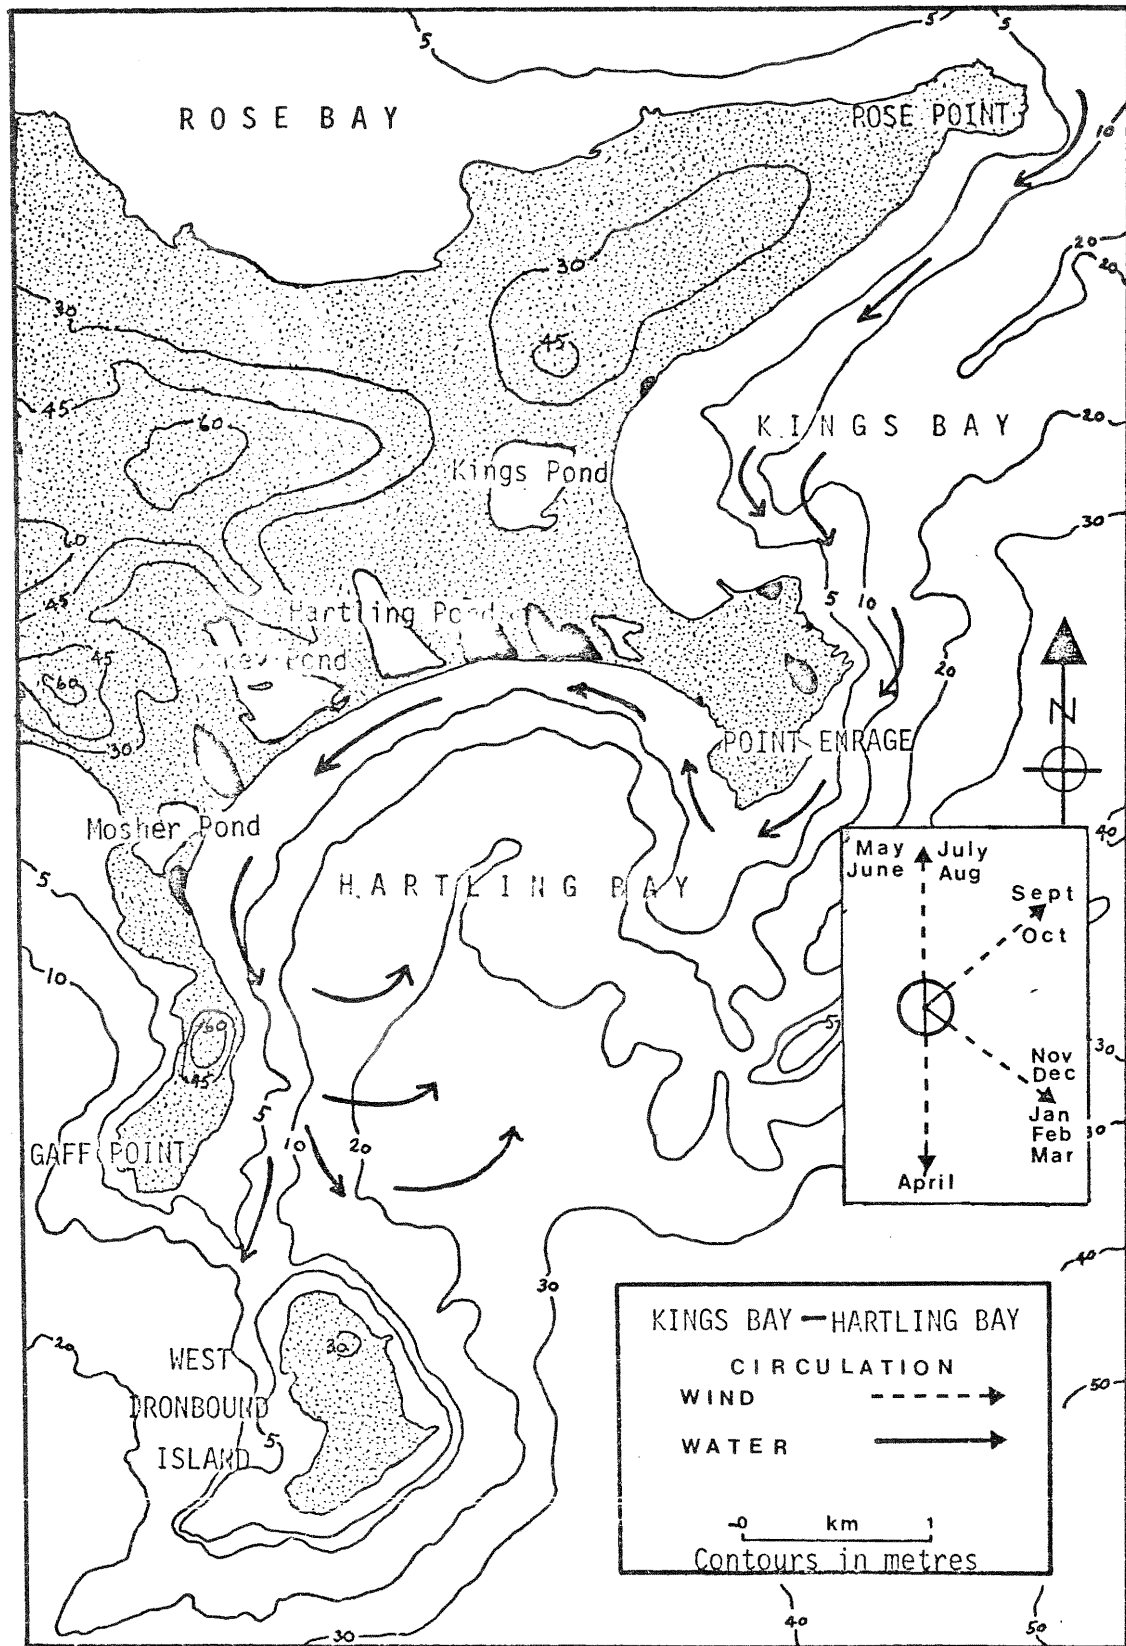 5
5
5
ROSE BAY
ROSE POINT
10
20
20
30
30
45
45
60
20
KINGS BAY
Kings Pond
30
60
45
Hartling Pond
5
10
45
60
Pond
20
30
POINT ENRAGE
N
Mosher Pond
40
May July
June Aug
5
HARTLING BAY
Sept
Oct
10
5
60
45
30
Nov
Dec
Jan
Feb
Mar
April
5
10
20
30
GAFF POINT
40
30
KINGS BAY — HARTLING BAY
CIRCULATION
WIND
WATER
0 km 1
Contours in metres
20
30
WEST
IRONBOUND
ISLAND
5
50
30
40
50